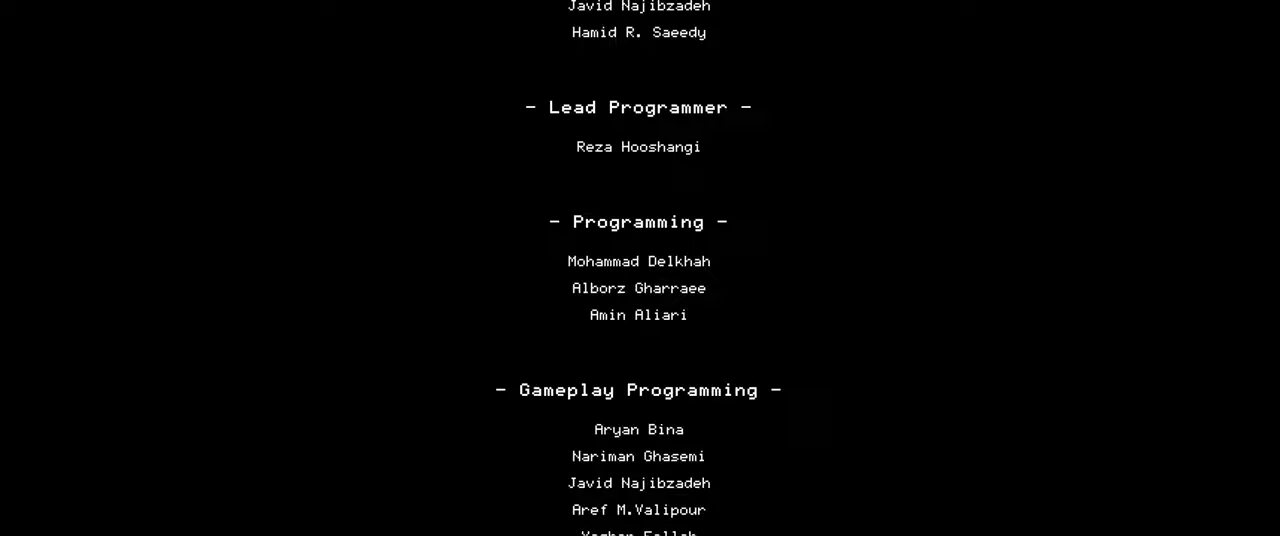 Javid Najibzadeh
Hamid R. Saeedy
- Lead Programmer -
Reza Hooshangi
- Programming -
Mohammad Delkhah
Alborz Gharraee
Amin Aliari
- Gameplay Programming -
Aryan Bina
Nariman Ghasemi
Javid Najibzadeh
Aref M.Valipour